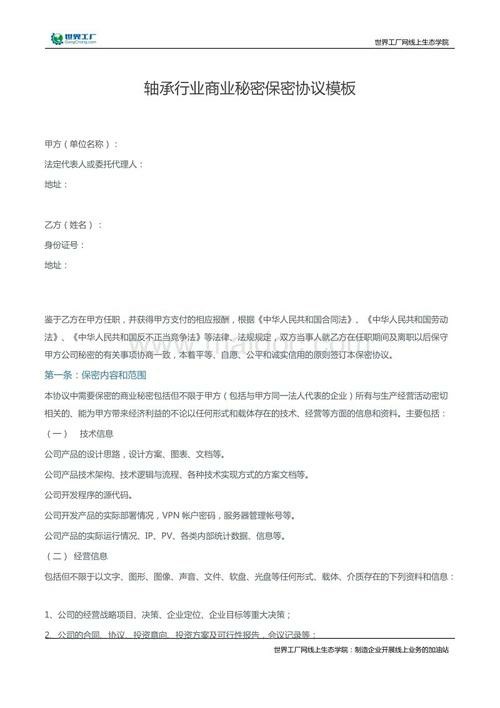 世界工厂
GongChang.com
世界工厂网线上生态学院
轴承行业商业秘密保密协议模板
甲方（单位名称）：
法定代表人或委托代理人：
地址：
乙方（姓名）：
身份证号：
地址：
鉴于乙方在甲方任职，并获得甲方支付的相应报酬，根据《中华人民共和国合同法》、《中华人民共和国劳动
法》、《中华人民共和国反不正当竞争法》等法律、法规规定，双方当事人就乙方在任职期间及离职以后保守
甲方公司秘密的有关事项协商一致，本着平等、自愿、公平和诚实信用的原则签订本保密协议。
第一条：保密内容和范围
本协议中需要保密的商业秘密包括但不限于甲方（包括与甲方同一法人代表的企业）所有与生产经营活动密切
相关的、能为甲方带来经济利益的不论以任何形式和载体存在的技术、经营等方面的信息和资料。主要包括：
（一） 技术信息
公司产品的设计思路，设计方案、图表、文档等。
公司产品技术架构、技术逻辑与流程、各种技术实现方式的方案文档等。
公司开发程序的源代码。
公司开发产品的实际部署情况，VPN 帐户密码，服务器管理帐号等。
公司产品的实际运行情况、IP、PV、各类内部统计数据、信息等。
（二）经营信息
包括但不限于以文字、图形、图像、声音、文件、软盘、光盘等任何形式、载体、介质存在的下列资料和信息：
1、公司的经营战略项目、决策、企业定位、企业目标等重大决策；
2、公司的合同、协议、投资意向、投资方案及可行性报告，会议记录等；
世界工厂网线上生态学院：制造企业开展线上业务的加油站